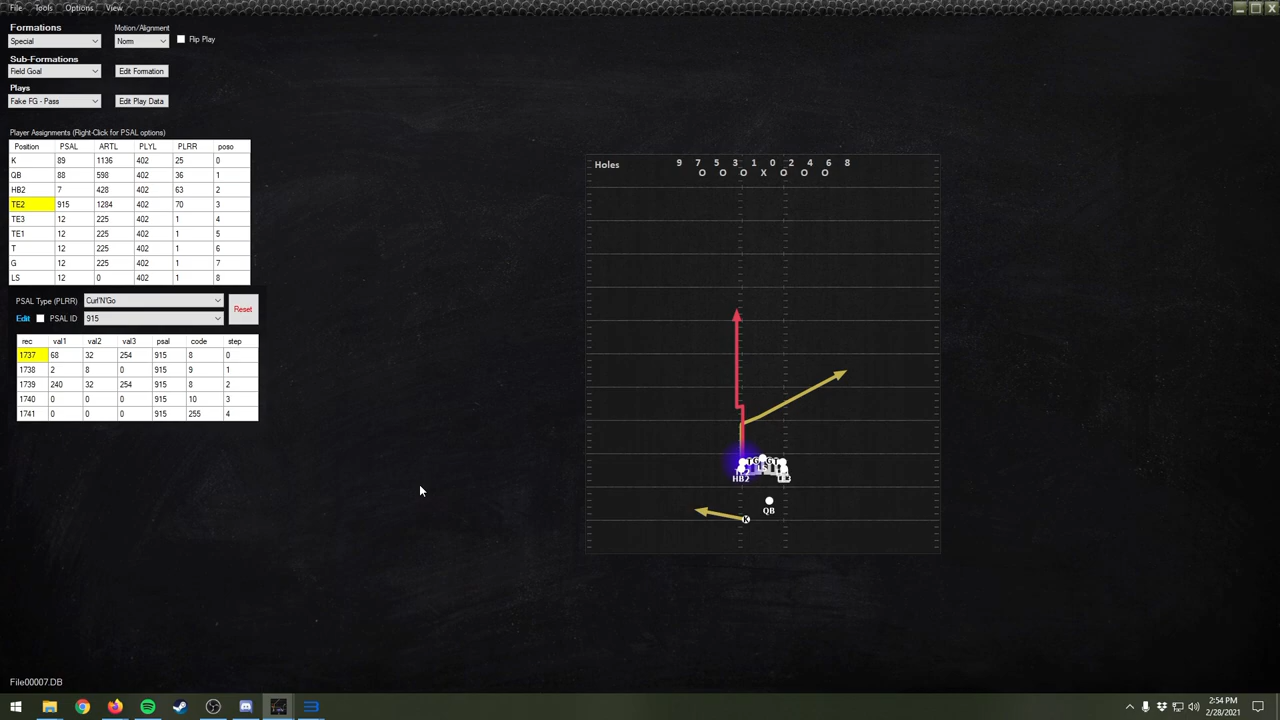 File Tools Options View
Formations Motion/Alignment
Special Norm Flip Play
Sub-Formations
Field Goal Edit Formation
Plays
Fake FG - Pass Edit Play Data
Player Assignments (Right-Click for PSAL options)
Position PSAL ARTL PLYL PLRR poso
K 89 1136 402 25 0
QB 88 598 402 36 1
HB2 7 428 402 63 2
TE2 915 1284 402 70 3
TE3 12 225 402 1 4
TE1 12 225 402 1 5
T 12 225 402 1 6
G 12 225 402 1 7
LS 12 0 402 1 8
PSAL Type (PLRR) Curl'N'Go
Edit PSAL ID 915
Reset
rec val1 val2 val3 psal code step
1737 68 32 254 915 8 0
1738 2 8 0 915 9 1
1739 240 32 254 915 8 2
1740 0 0 0 915 10 3
1741 0 0 0 915 255 4
Holes 9 7 5 3 1 0 2 4 6 8
O O O X O O O
HB2
QB
K
File00007.DB
2:54 PM
2/28/2021